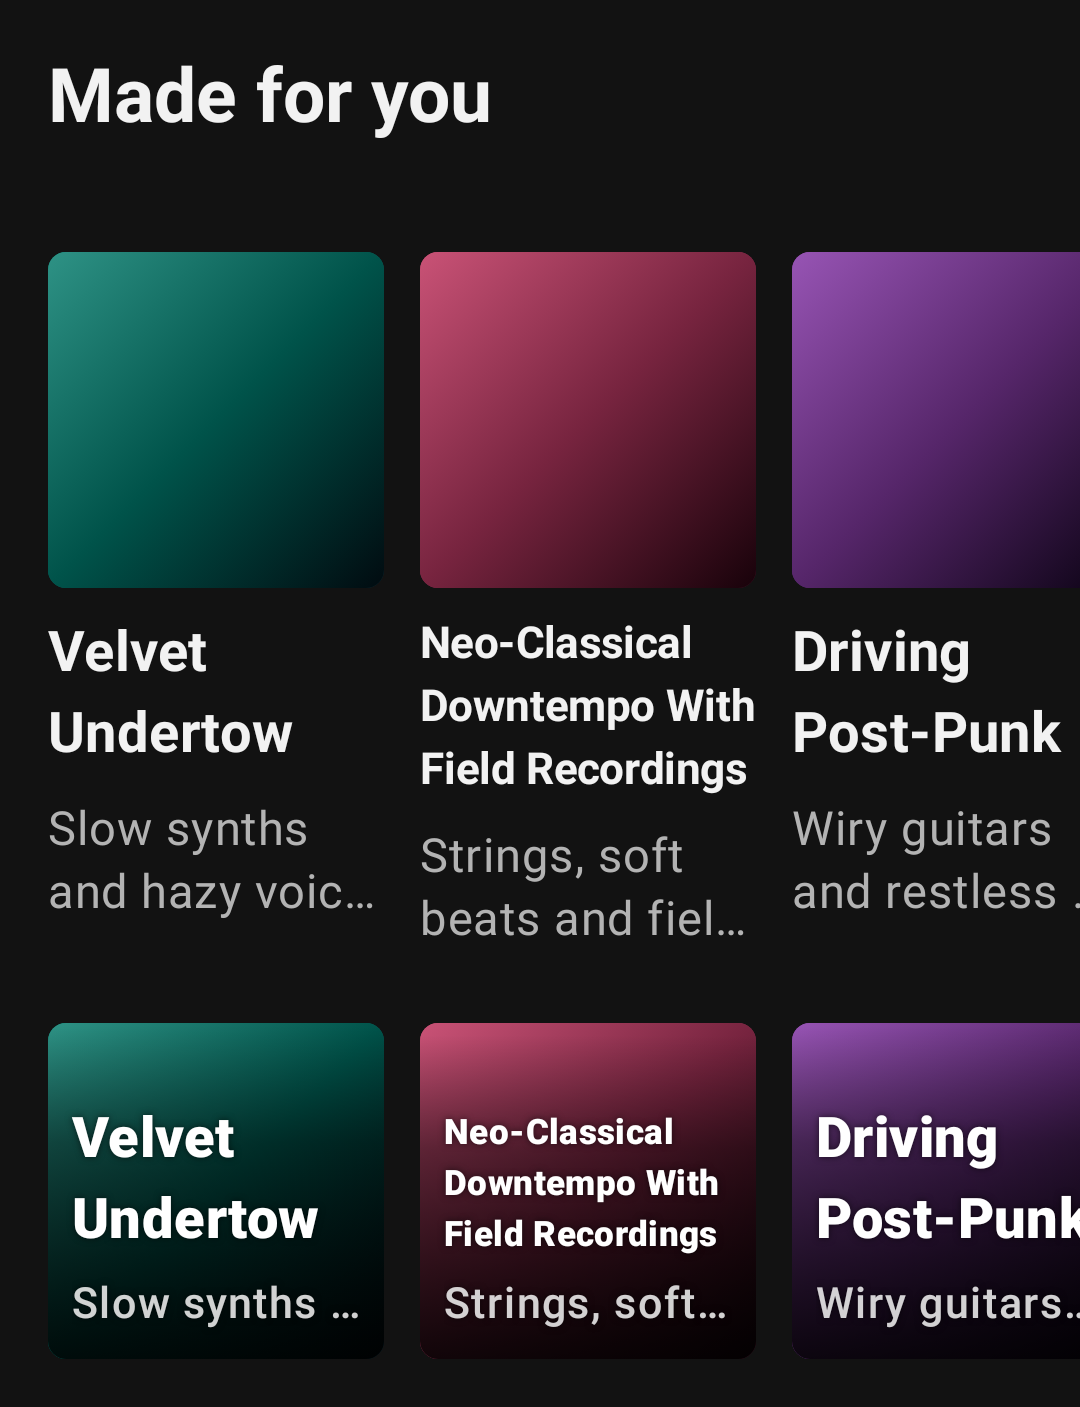 Made for you
Velvet
Undertow
Slow synths
and hazy voic…
Neo-Classical
Downtempo With
Field Recordings
Strings, soft
beats and fiel…
Driving
Post-Punk
Wiry guitars
and restless .
Velvet
Undertow
Slow synths …
Neo-Classical
Downtempo With
Field Recordings
Strings, soft…
Driving
Post-Punk
Wiry guitars..